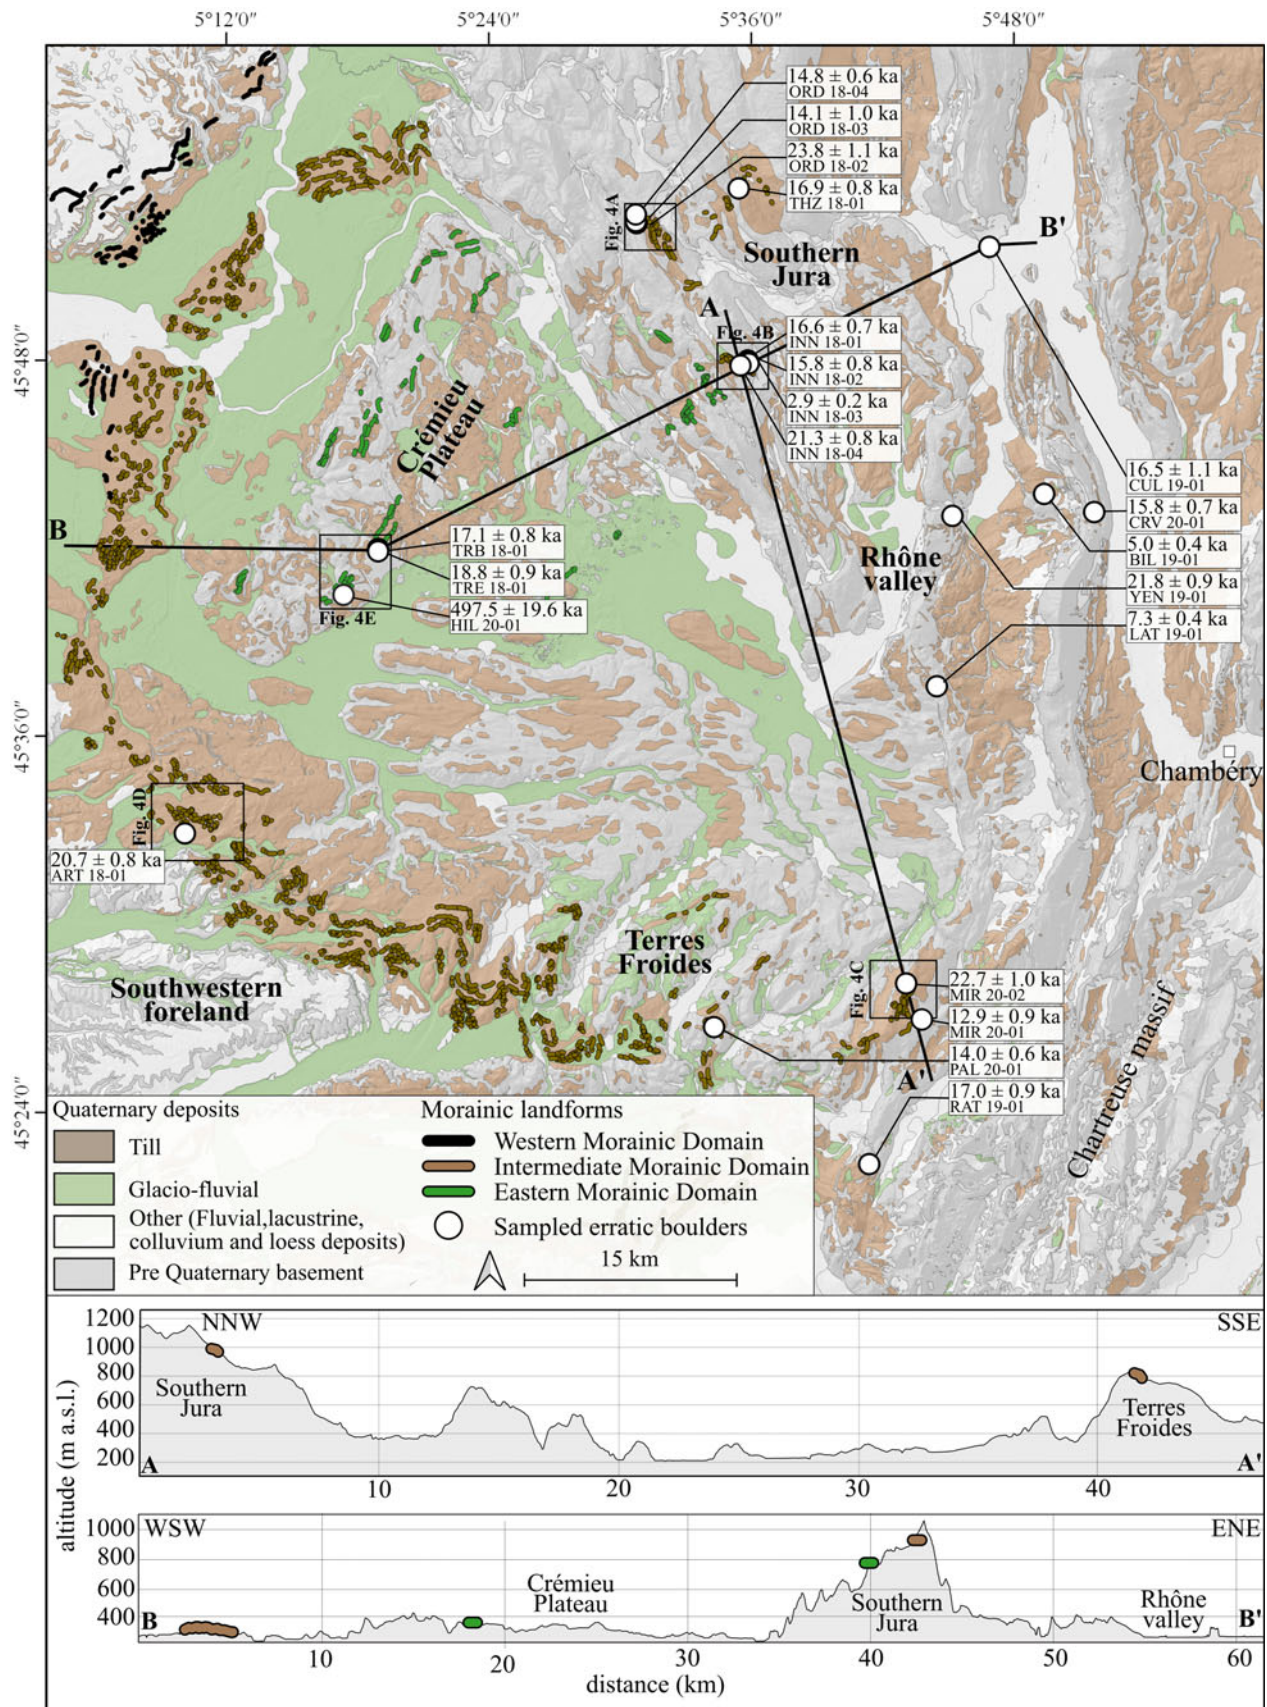 5°12'0"
5°24'0"
5°36'0"
5°48'0"
14.8 ± 0.6 ka
ORD 18-04
14.1 ± 1.0 ka
ORD 18-03
23.8 ± 1.1 ka
ORD 18-02
16.9 ± 0.8 ka
THZ 18-01
Fig. 4A
Southern
Jura
B'
A
Fig. 4B
16.6 ± 0.7 ka
INN 18-01
15.8 ± 0.8 ka
INN 18-02
2.9 ± 0.2 ka
INN 18-03
21.3 ± 0.8 ka
INN 18-04
45°48'0"
Crémieu
Plateau
16.5 ± 1.1 ka
CUL 19-01
15.8 ± 0.7 ka
CRV 20-01
5.0 ± 0.4 ka
BIL 19-01
21.8 ± 0.9 ka
YEN 19-01
7.3 ± 0.4 ka
LAT 19-01
B
17.1 ± 0.8 ka
TRB 18-01
18.8 ± 0.9 ka
TRE 18-01
497.5 ± 19.6 ka
HIL 20-01
Fig. 4E
Rhône
valley
45°36'0"
Chambéry
Fig. 4D
20.7 ± 0.8 ka
ART 18-01
Terres
Froides
Southwestern
foreland
Fig. 4C
22.7 ± 1.0 ka
MIR 20-02
12.9 ± 0.9 ka
MIR 20-01
14.0 ± 0.6 ka
PAL 20-01
17.0 ± 0.9 ka
RAT 19-01
A'
Chartreuse massif
45°24'0"
Quaternary deposits
Till
Glacio-fluvial
Other (Fluvial,lacustrine,
colluvium and loess deposits)
Pre Quaternary basement
Morainic landforms
Western Morainic Domain
Intermediate Morainic Domain
Eastern Morainic Domain
Sampled erratic boulders
15 km
1200
1000
800
600
400
200
NNW
SSE
Southern
Jura
Terres
Froides
A
A'
10
20
30
40
altitude (m a.s.l.)
1000
800
600
400
WSW
ENE
Crémieu
Plateau
Southern
Jura
Rhône
valley
B
B'
10
20
30
40
50
60
distance (km)